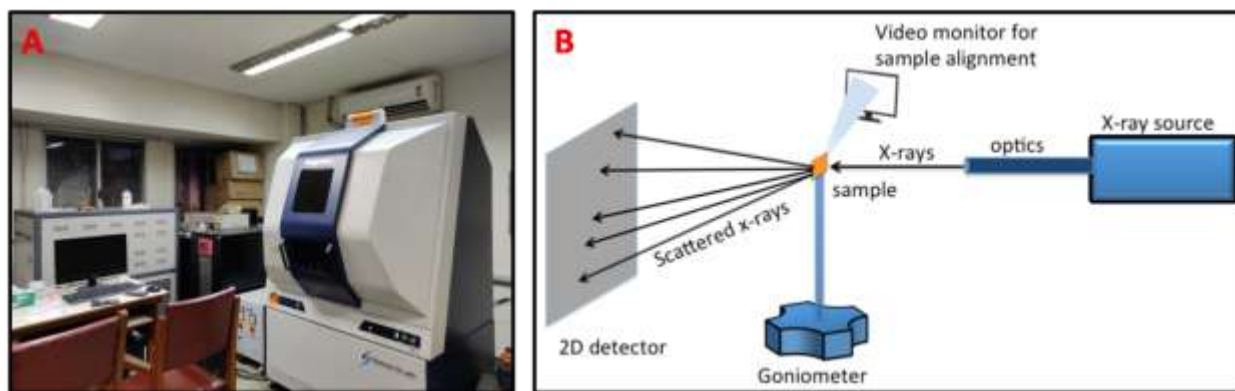 A
B
Video monitor for
sample alignment
X-ray source
optics
X-rays
sample
Scattered x-rays
2D detector
Goniometer